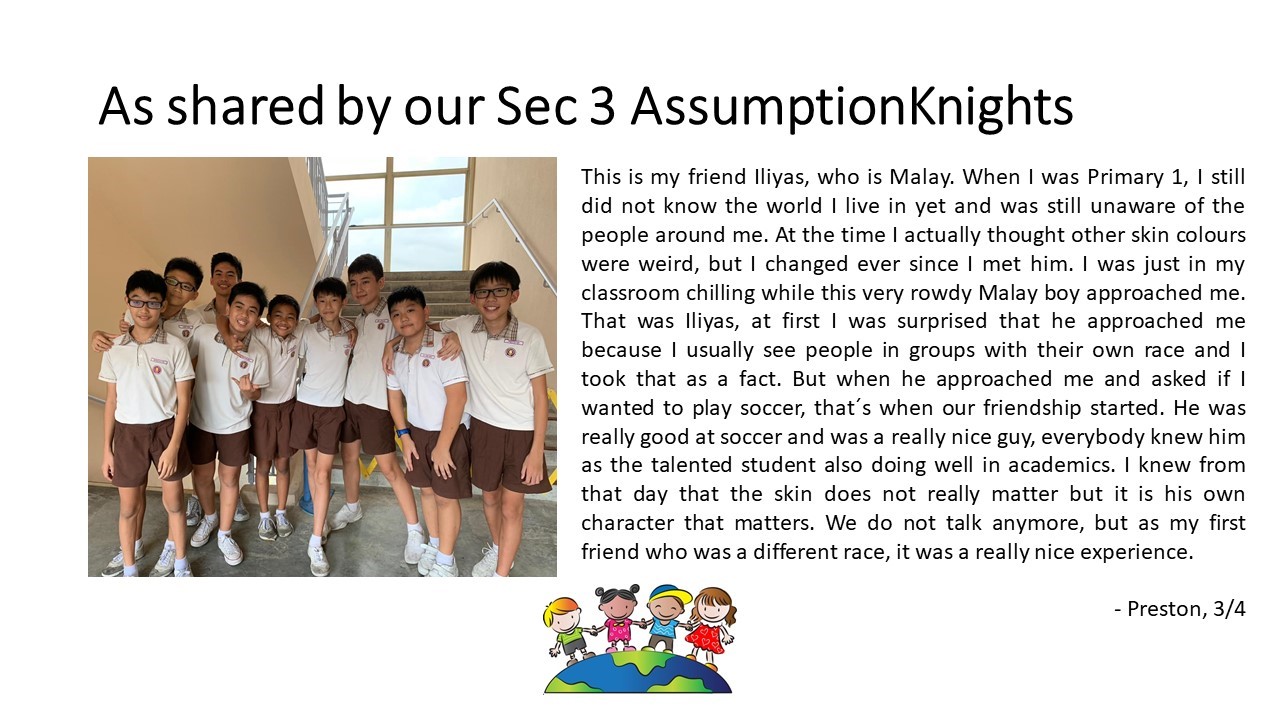 As shared by our Sec 3 AssumptionKnights
This is my friend Iliyas, who is Malay. When I was Primary 1, I still
did not know the world I live in yet and was still unaware of the
people around me. At the time I actually thought other skin colours
were weird, but I changed ever since I met him. I was just in my
classroom chilling while this very rowdy Malay boy approached me.
That was Iliyas, at first I was surprised that he approached me
because I usually see people in groups with their own race and I
took that as a fact. But when he approached me and asked if I
wanted to play soccer, that´s when our friendship started. He was
really good at soccer and was a really nice guy, everybody knew him
as the talented student also doing well in academics. I knew from
that day that the skin does not really matter but it is his own
character that matters. We do not talk anymore, but as my first
friend who was a different race, it was a really nice experience.
- Preston, 3/4